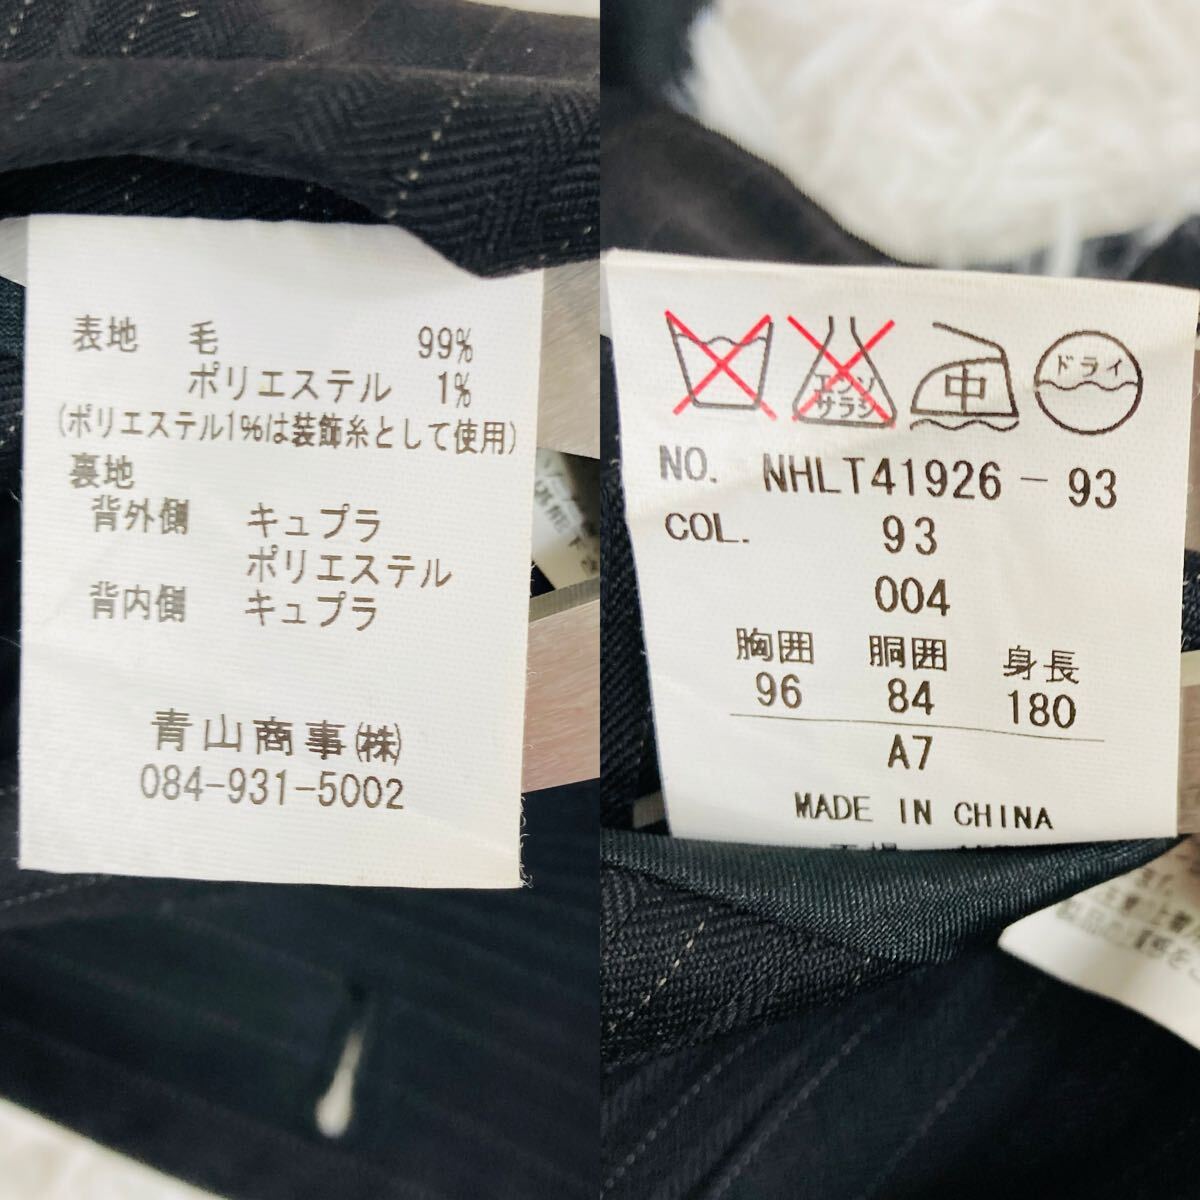 表地 毛 99%
ポリエステル 1%
(ポリエステル1%は装飾糸として使用)
裏地
背外側 キュプラ
ポリエステル
背内側 キュプラ
青山商事(株)
084-931-5002
エンソ
サラシ
中
ドライ
NO. NHLT41926-93
COL. 93
004
胸囲 胴囲 身長
96 84 180
A7
MADE IN CHINA